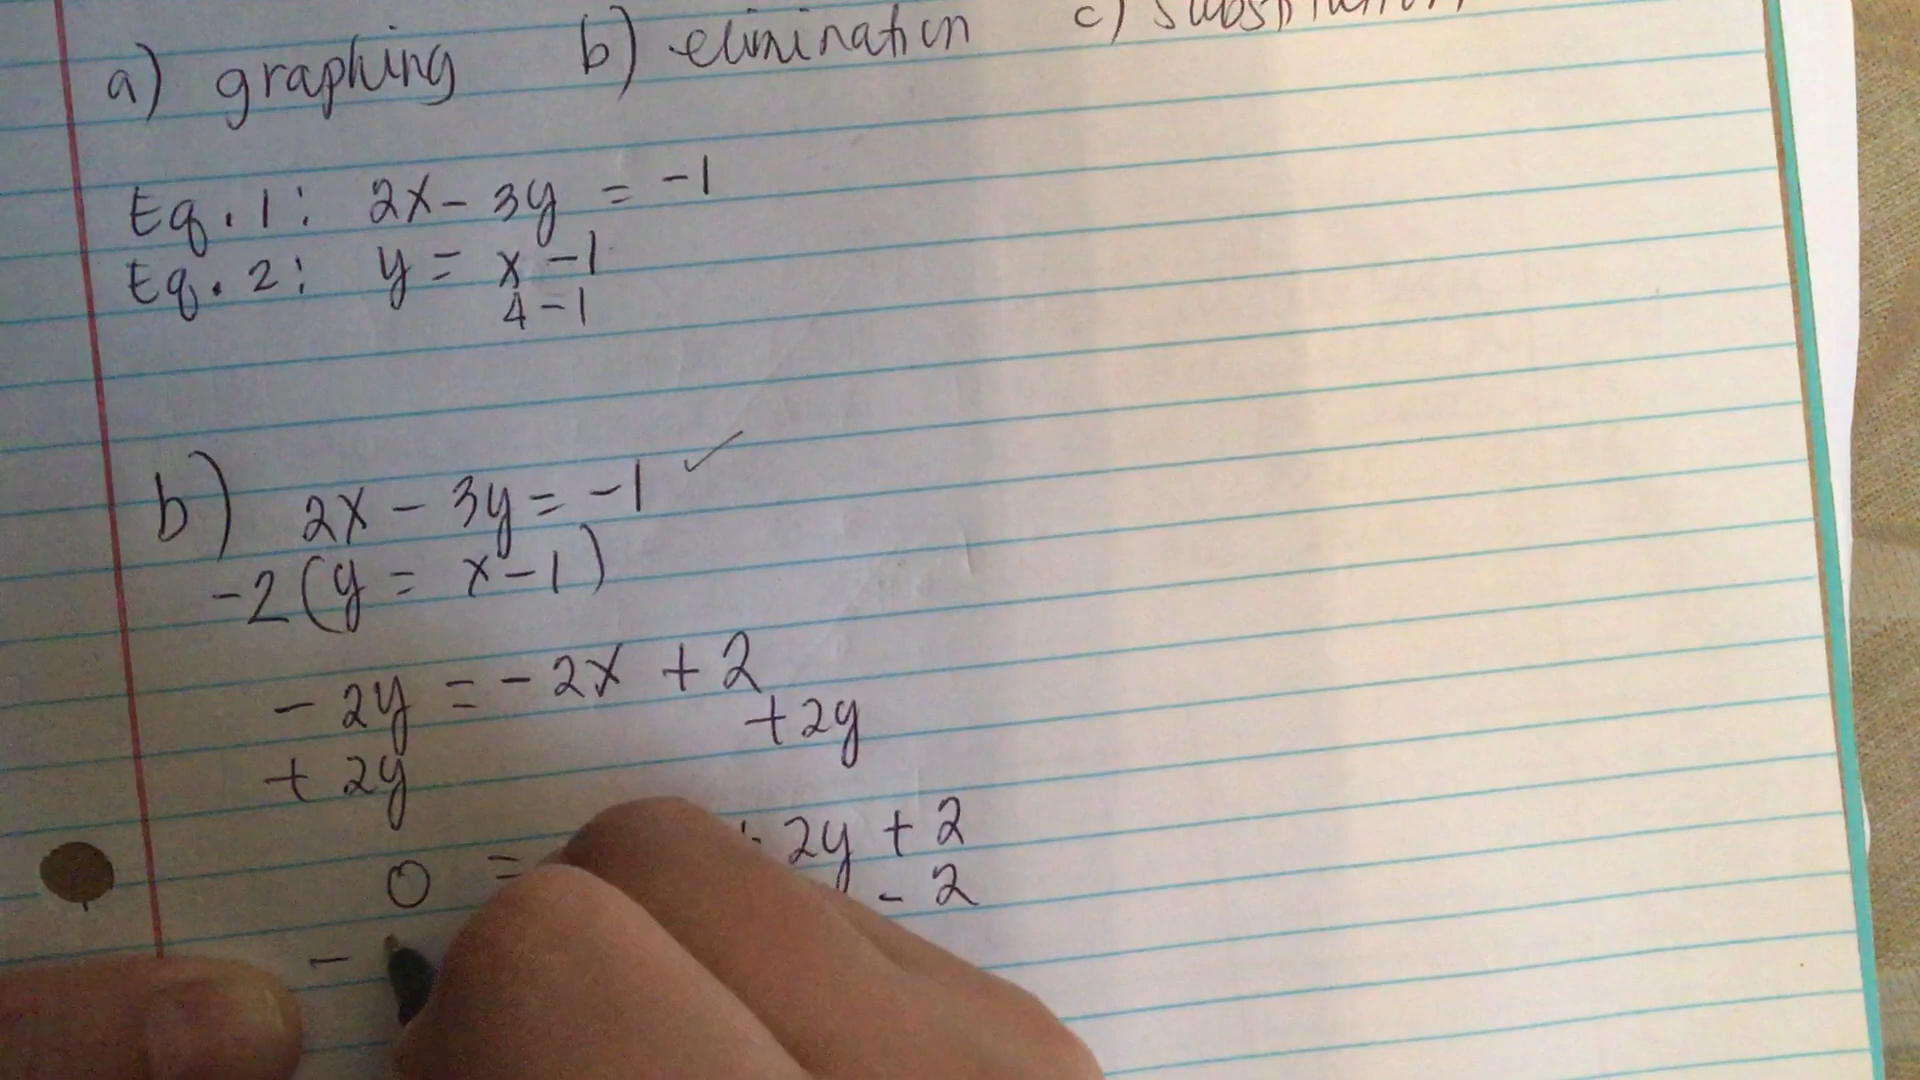 a) graphing b) elimination c)
Eq. 1: 2x - 3y = -1
Eq. 2: y = x - 1
4 - 1
b) 2x - 3y = -1 ✓
-2 (y = x - 1)
- 2y = - 2x + 2
+ 2y + 2y
0 = 2y + 2
- 2
-